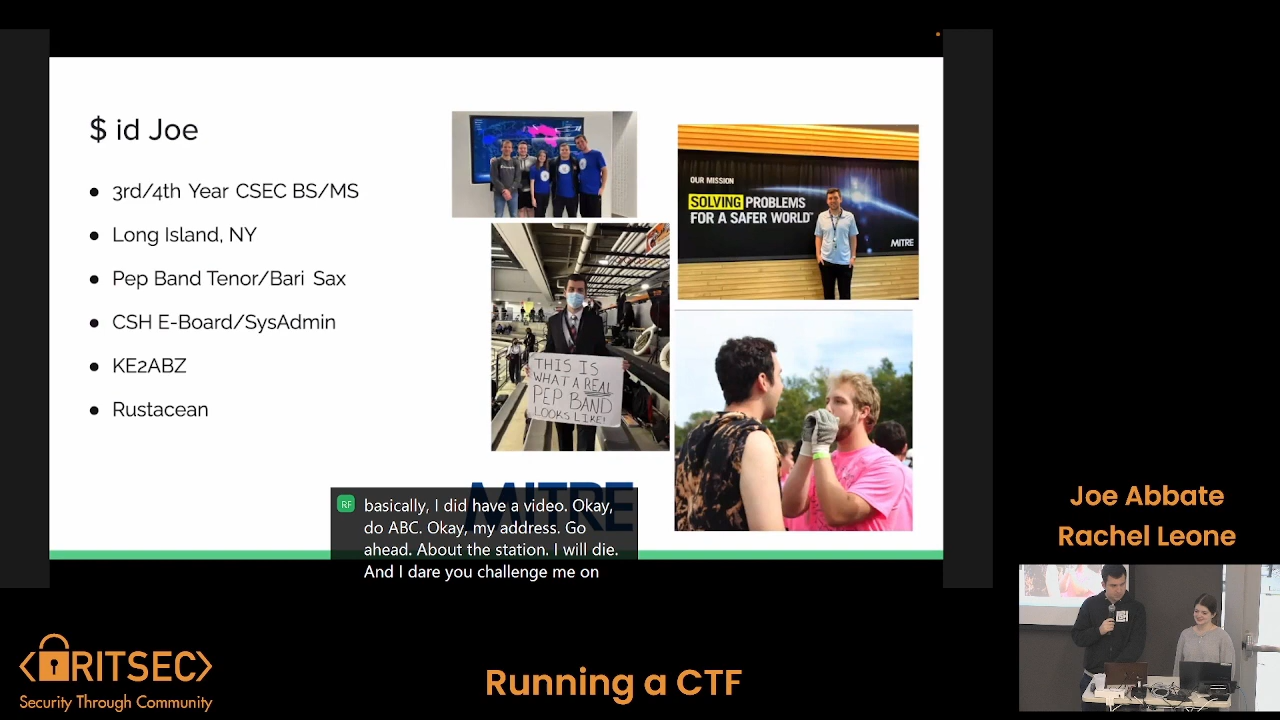 $ id Joe
3rd/4th Year CSEC BS/MS
Long Island, NY
Pep Band Tenor/Bari Sax
CSH E-Board/SysAdmin
KE2ABZ
Rustacean
OUR MISSION
SOLVING PROBLEMS
FOR A SAFER WORLD™
MITRE
THIS IS
WHAT A REAL
PEP BAND
LOOKS LIKE!
MITRE
RF
basically, I did have a video. Okay,
do ABC. Okay, my address. Go
ahead. About the station. I will die.
And I dare you challenge me on
Joe Abbate
Rachel Leone
<RITSEC>
Security Through Community
Running a CTF